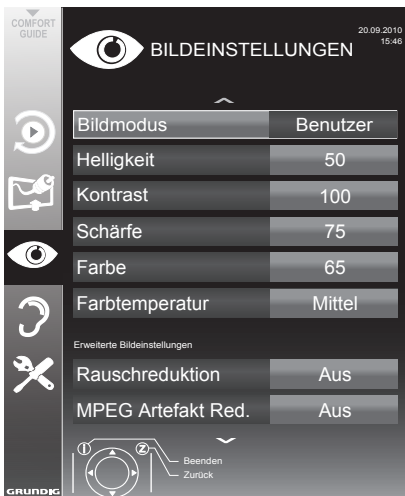 COMFORT
GUIDE
BILDEINSTELLUNGEN
20.09.2010
15:46
Bildmodus Benutzer
Helligkeit 50
Kontrast 100
Schärfe 75
Farbe 65
Farbtemperatur Mittel
Erweiterte Bildeinstellungen
Rauschreduktion Aus
MPEG Artefakt Red. Aus
Z
Beenden
Zurück
GRUNDIG